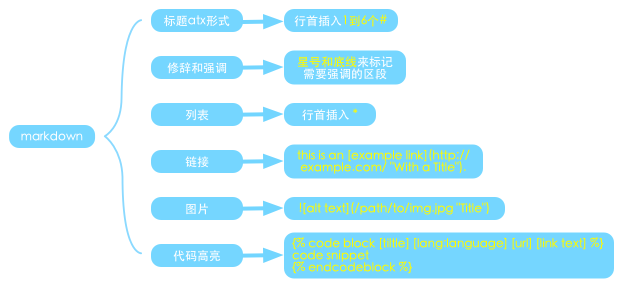 markdown
标题atx形式
行首插入1到6个#
修辞和强调
星号和底线来标记
需要强调的区段
列表
行首插入 *
链接
this is an [example link](http://
example.com/ "With a Title").
图片
![alt text](/path/to/img.jpg "Title")
代码高亮
{% code block [title] [lang:language] [url] [link text] %}
code snippet
{% endcodeblock %}